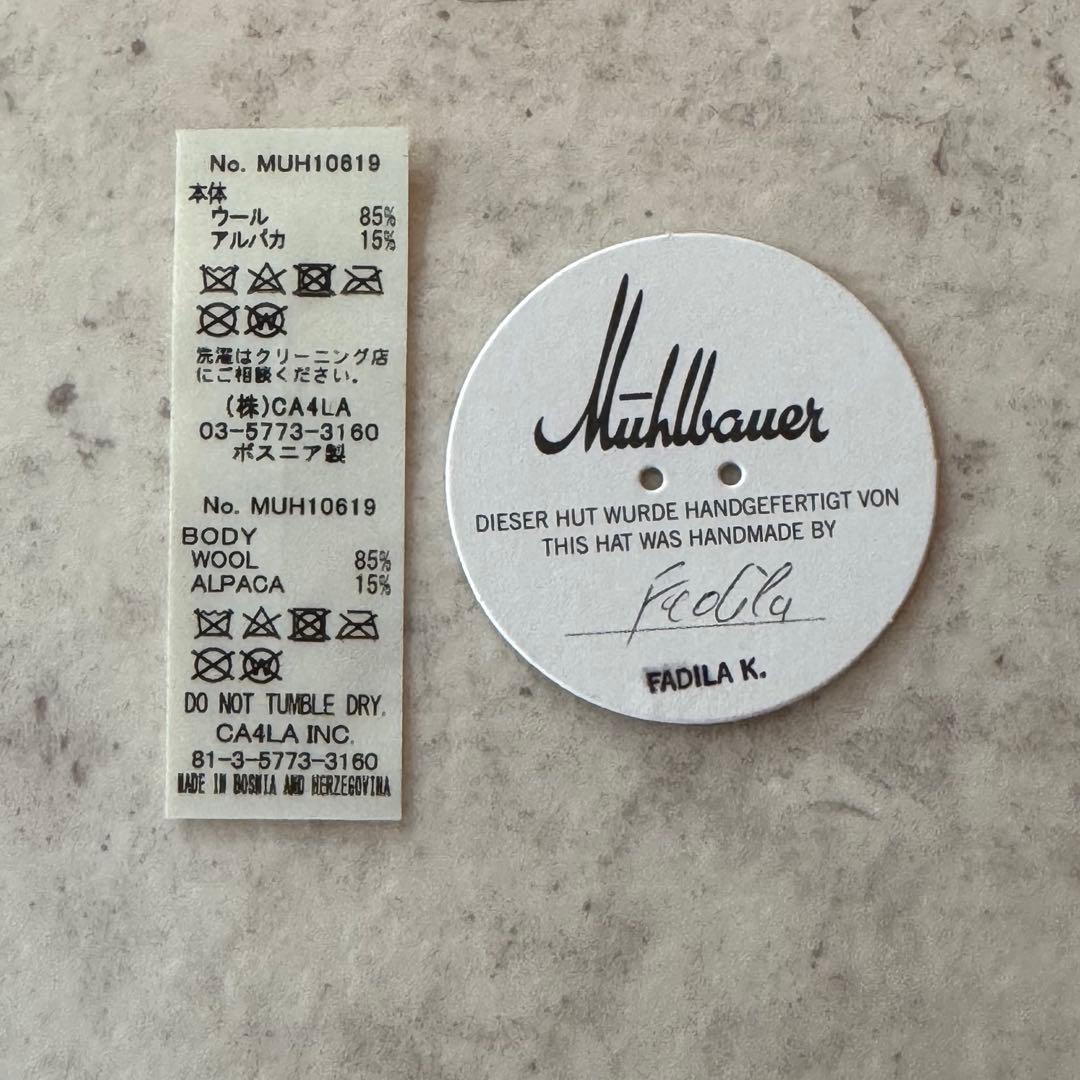 No. MUH10619
本体
ウール 85%
アルパカ 15%
W
洗濯はクリーニング店
にご相談ください。
(株)CA4LA
03-5773-3160
ボスニア製
No. MUH10619
BODY
WOOL 85%
ALPACA 15%
W
DO NOT TUMBLE DRY.
CA4LA INC.
81-3-5773-3160
MADE IN BOSNIA AND HERZEGOVINA
Mühlbauer
DIESER HUT WURDE HANDGEFERTIGT VON
THIS HAT WAS HANDMADE BY
Fadila
FADILA K.